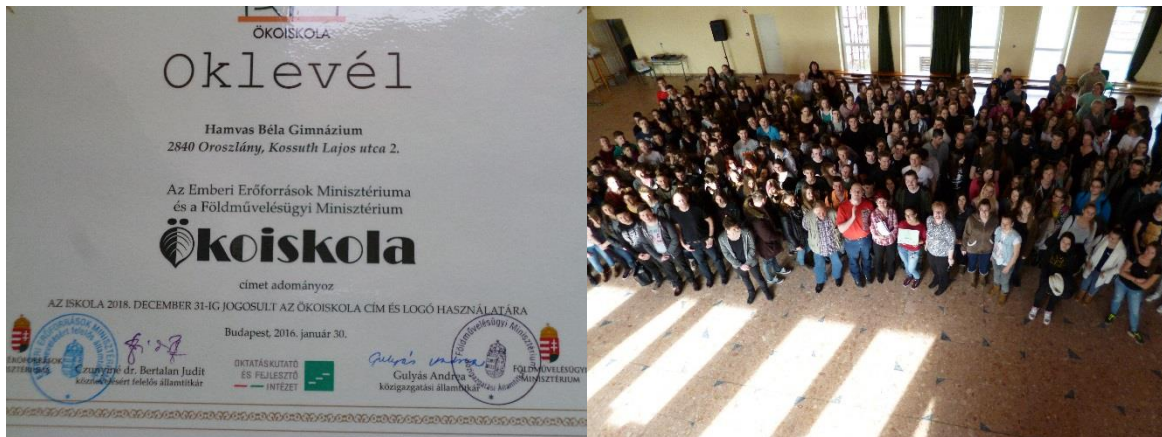 ÖKOISKOLA
Oklevél
Hamvas Béla Gimnázium
2840 Oroszlány, Kossuth Lajos utca 2.
Az Emberi Erőforrások Minisztériuma
és a Földművelésügyi Minisztérium
Ökoiskola
címet adományoz
AZ ISKOLA 2018. DECEMBER 31-IG JOGOSULT AZ ÖKOISKOLA CÍM ÉS LOGÓ HASZNÁLATÁRA
Budapest, 2016. január 30.
Czunyiné dr. Bertalan Judit
köznevelésért felelős államtitkár
OKTATÁSKUTATÓ
ÉS FEJLESZTŐ
INTÉZET
Gulyás Andrea
közigazgatási államtitkár
FÖLDMŰVELÉSÜGYI
MINISZTÉRIUM